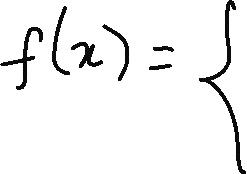 f(x) = {